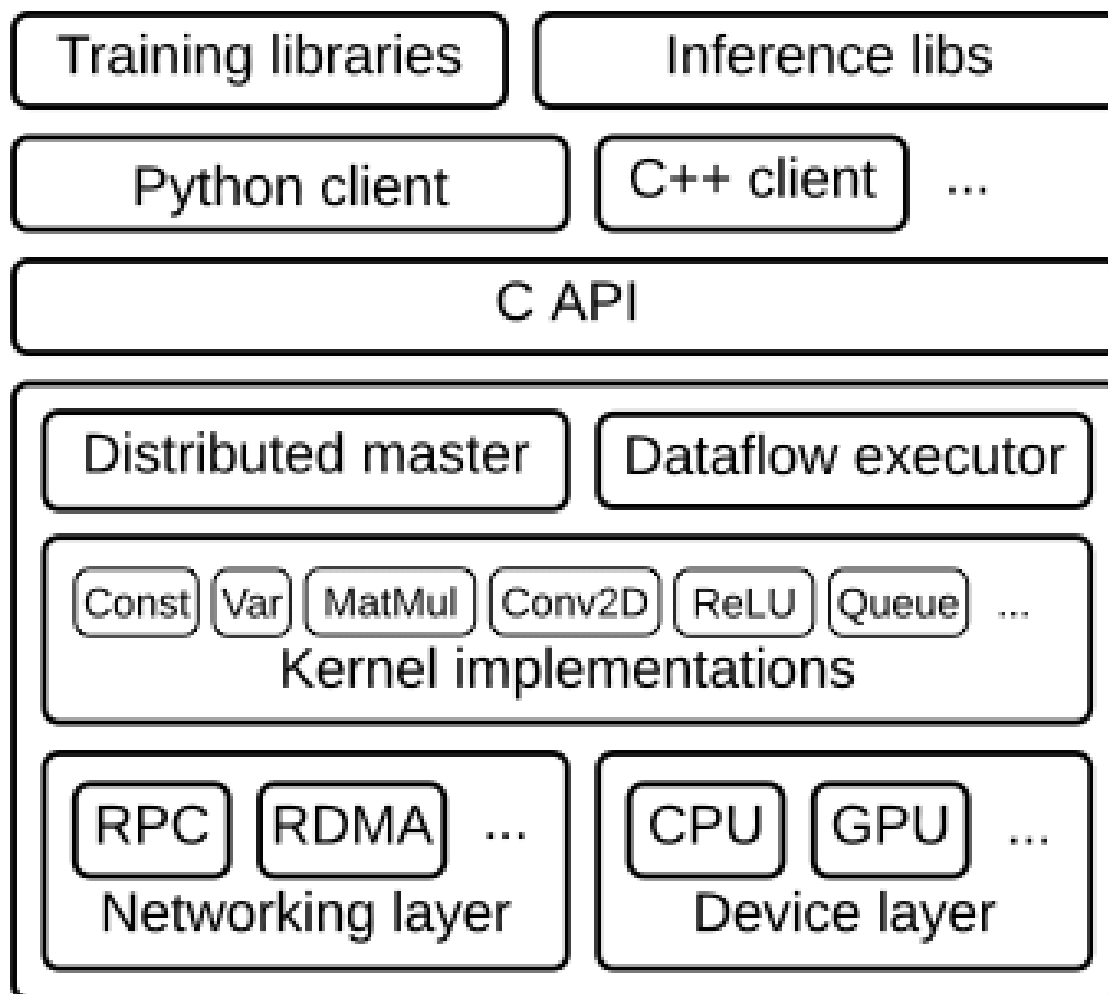 Training libraries Inference libs
Python client C++ client ...
C API
Distributed master Dataflow executor
Const Var MatMul Conv2D ReLU Queue ...
Kernel implementations
RPC RDMA ... CPU GPU ...
Networking layer Device layer